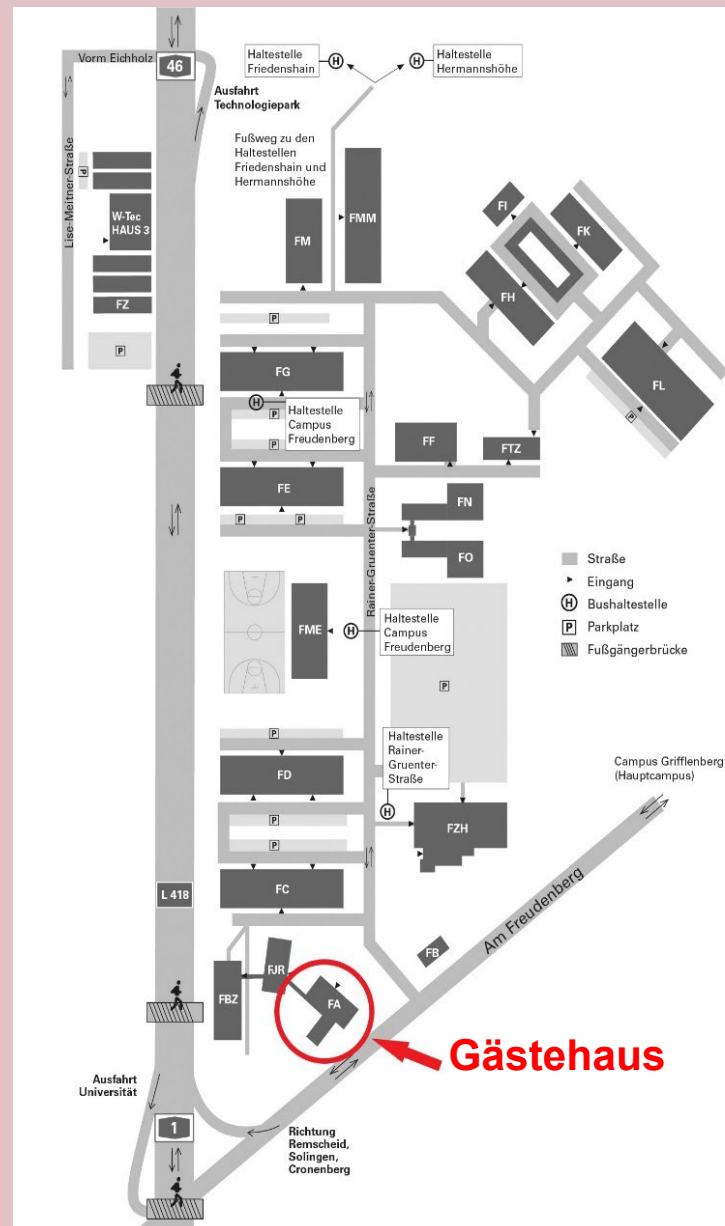 Haltestelle
Friedenshain
H
H
Haltestelle
Hermannshöhe
Vorm Eichholz
46
Ausfahrt
Technologiepark
Lise-Meitner-Straße
P
W-Tec
HAUS 3
FZ
P
Fußweg zu den
Haltestellen
Friedenshain und
Hermannshöhe
FM
FMM
FI
FK
FH
FL
P
P
FG
H
Haltestelle
Campus
Freudenberg
P
P
FE
P
P
FF
FTZ
Rainer-Gruenter-Straße
FN
FO
Straße
Eingang
H
Bushaltestelle
P
Parkplatz
Fußgängerbrücke
FME
H
Haltestelle
Campus
Freudenberg
P
P
FD
Haltestelle
Rainer-
Gruenter-
Straße
H
P
P
FZH
Campus Grifflenberg
(Hauptcampus)
L 418
FC
Am Freudenberg
FB
FBZ
FJR
FA
Gästehaus
Ausfahrt
Universität
1
Richtung
Remscheid,
Solingen,
Cronenberg